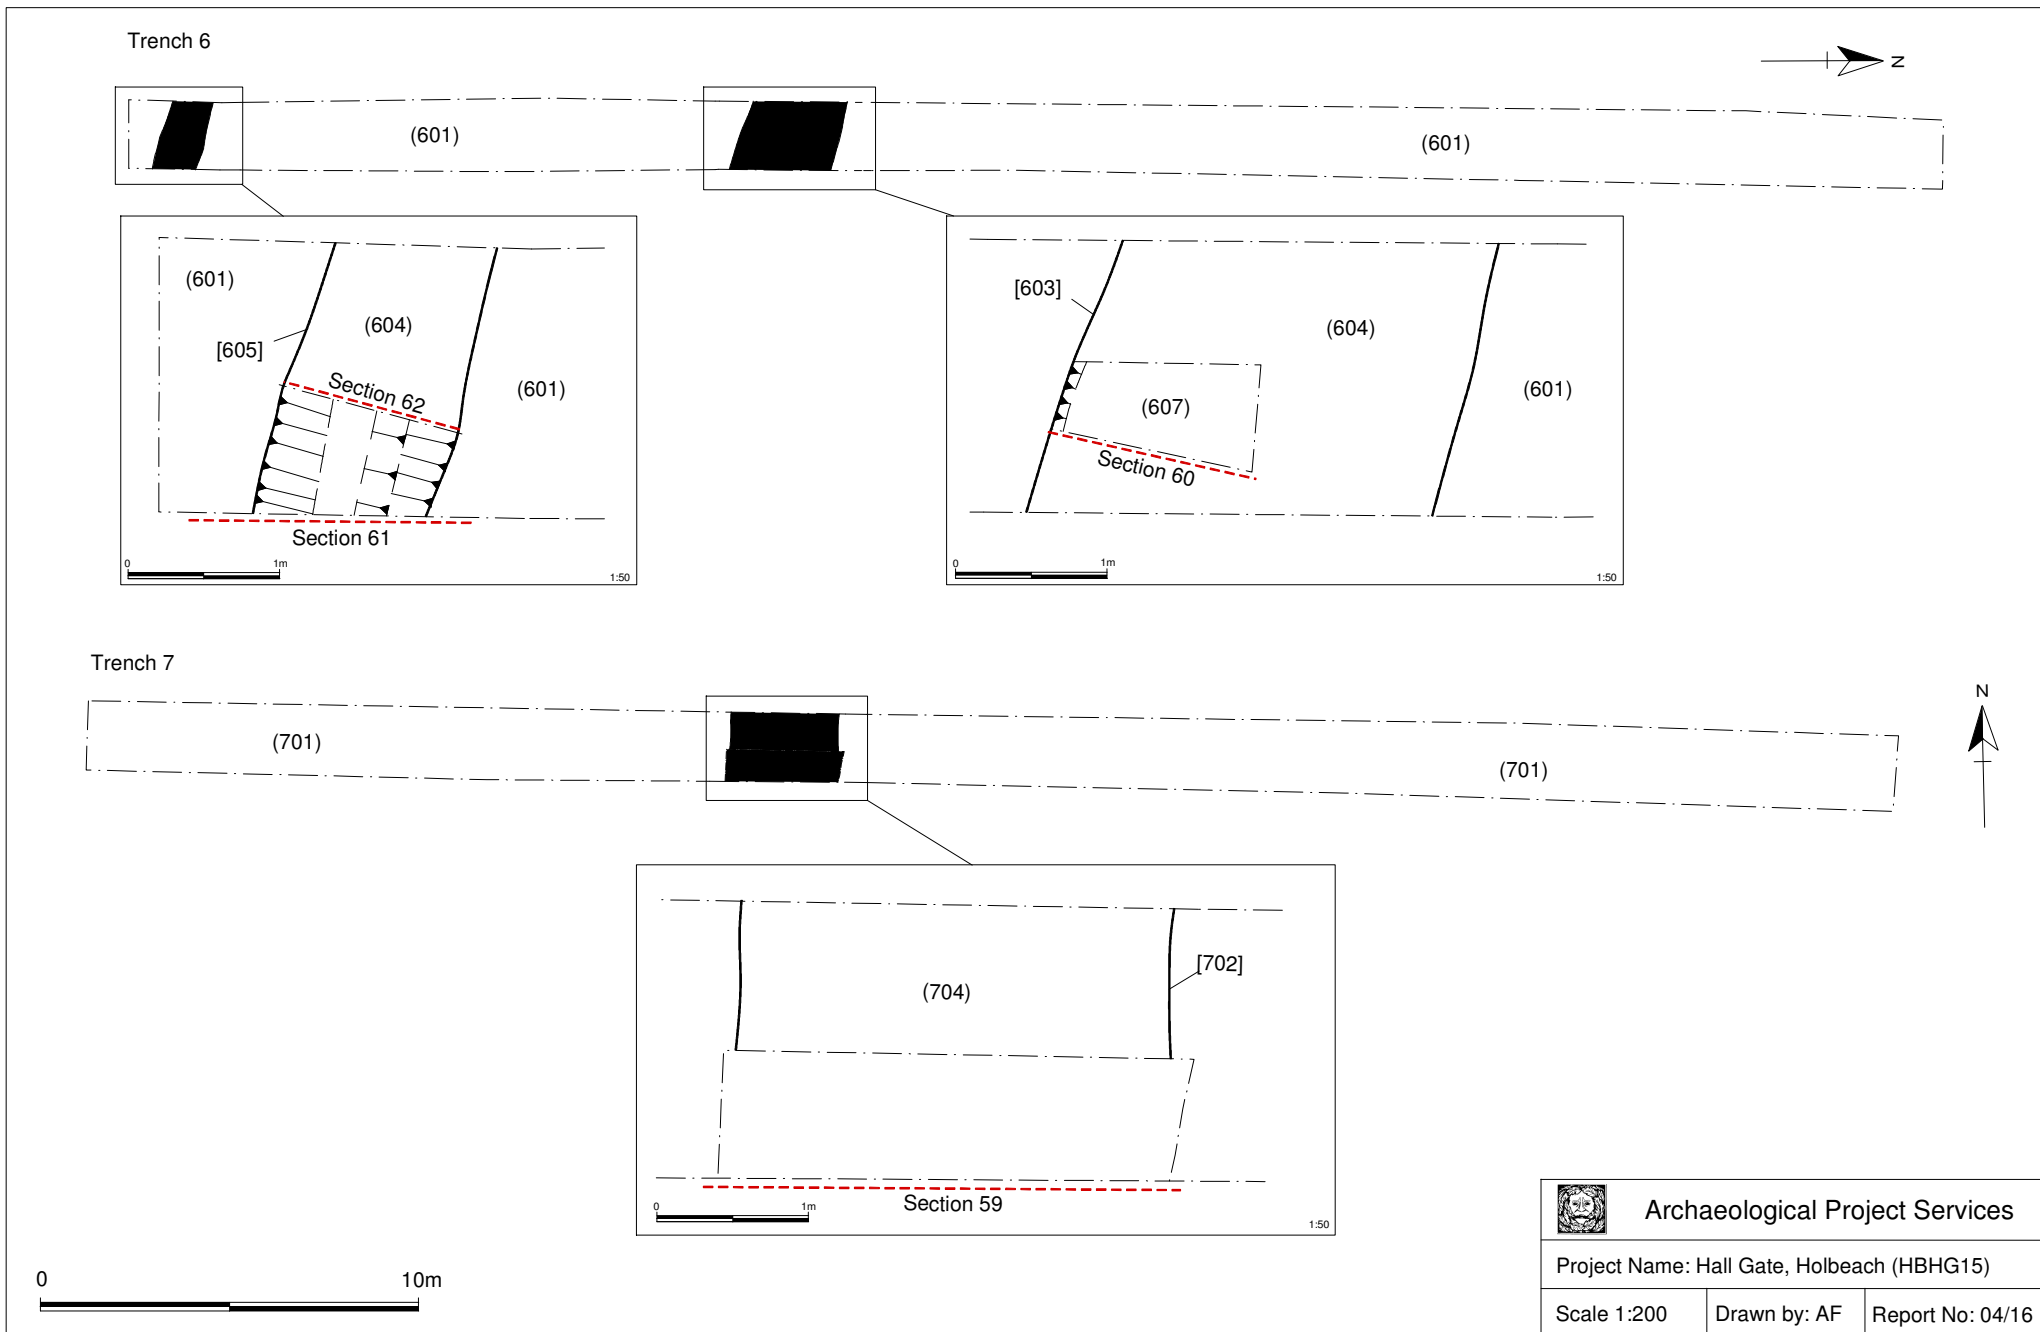 Trench 6
N
(601)
(601)
(601)
[605]
(604)
(601)
Section 62
Section 61
0 1m
1:50
[603]
(604)
(607)
(601)
Section 60
0 1m
1:50
Trench 7
N
(701)
(701)
(704)
[702]
Section 59
0 1m
1:50
0 10m
Archaeological Project Services
Project Name: Hall Gate, Holbeach (HBHG15)
Scale 1:200 Drawn by: AF Report No: 04/16